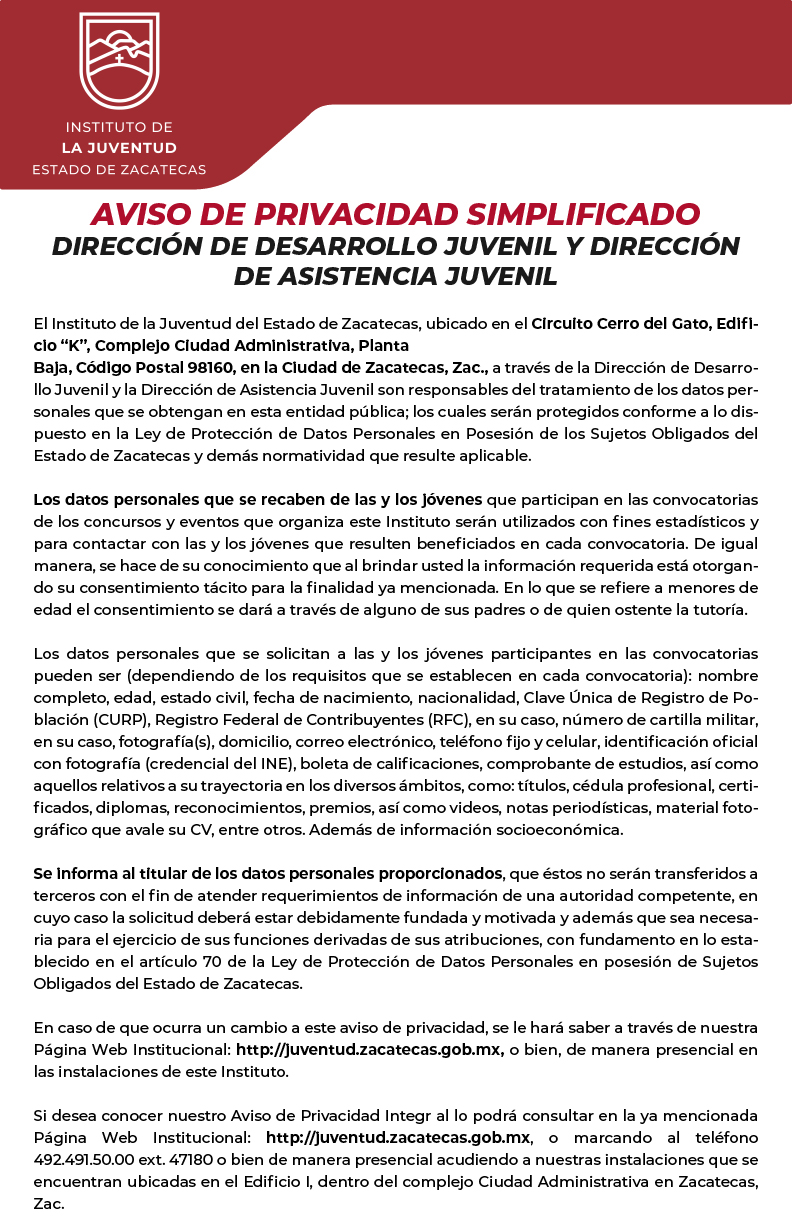 INSTITUTO DE
LA JUVENTUD
ESTADO DE ZACATECAS
AVISO DE PRIVACIDAD SIMPLIFICADO
DIRECCIÓN DE DESARROLLO JUVENIL Y DIRECCIÓN
DE ASISTENCIA JUVENIL
El Instituto de la Juventud del Estado de Zacatecas, ubicado en el Circuito Cerro del Gato, Edifi-
cio “K”, Complejo Ciudad Administrativa, Planta
Baja, Código Postal 98160, en la Ciudad de Zacatecas, Zac., a través de la Dirección de Desarro-
llo Juvenil y la Dirección de Asistencia Juvenil son responsables del tratamiento de los datos per-
sonales que se obtengan en esta entidad pública; los cuales serán protegidos conforme a lo dis-
puesto en la Ley de Protección de Datos Personales en Posesión de los Sujetos Obligados del
Estado de Zacatecas y demás normatividad que resulte aplicable.
Los datos personales que se recaben de las y los jóvenes que participan en las convocatorias
de los concursos y eventos que organiza este Instituto serán utilizados con fines estadísticos y
para contactar con las y los jóvenes que resulten beneficiados en cada convocatoria. De igual
manera, se hace de su conocimiento que al brindar usted la información requerida está otorgan-
do su consentimiento tácito para la finalidad ya mencionada. En lo que se refiere a menores de
edad el consentimiento se dará a través de alguno de sus padres o de quien ostente la tutoría.
Los datos personales que se solicitan a las y los jóvenes participantes en las convocatorias
pueden ser (dependiendo de los requisitos que se establecen en cada convocatoria): nombre
completo, edad, estado civil, fecha de nacimiento, nacionalidad, Clave Única de Registro de Po-
blación (CURP), Registro Federal de Contribuyentes (RFC), en su caso, número de cartilla militar,
en su caso, fotografía(s), domicilio, correo electrónico, teléfono fijo y celular, identificación oficial
con fotografía (credencial del INE), boleta de calificaciones, comprobante de estudios, así como
aquellos relativos a su trayectoria en los diversos ámbitos, como: títulos, cédula profesional, certi-
ficados, diplomas, reconocimientos, premios, así como videos, notas periodísticas, material foto-
gráfico que avale su CV, entre otros. Además de información socioeconómica.
Se informa al titular de los datos personales proporcionados, que éstos no serán transferidos a
terceros con el fin de atender requerimientos de información de una autoridad competente, en
cuyo caso la solicitud deberá estar debidamente fundada y motivada y además que sea necesa-
ria para el ejercicio de sus funciones derivadas de sus atribuciones, con fundamento en lo esta-
blecido en el artículo 70 de la Ley de Protección de Datos Personales en posesión de Sujetos
Obligados del Estado de Zacatecas.
En caso de que ocurra un cambio a este aviso de privacidad, se le hará saber a través de nuestra
Página Web Institucional: http://juventud.zacatecas.gob.mx, o bien, de manera presencial en
las instalaciones de este Instituto.
Si desea conocer nuestro Aviso de Privacidad Integr al lo podrá consultar en la ya mencionada
Página Web Institucional: http://juventud.zacatecas.gob.mx, o marcando al teléfono
492.491.50.00 ext. 47180 o bien de manera presencial acudiendo a nuestras instalaciones que se
encuentran ubicadas en el Edificio I, dentro del complejo Ciudad Administrativa en Zacatecas,
Zac.